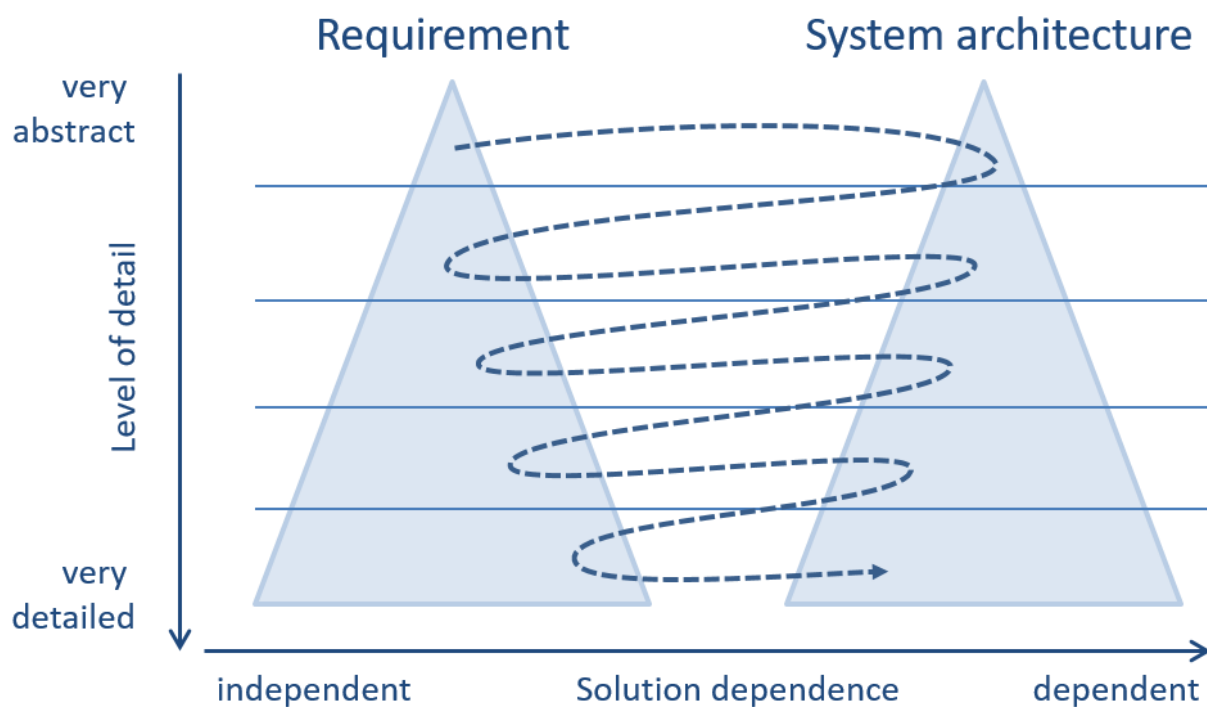 Requirement
System architecture
very
abstract
Level of detail
very
detailed
independent
Solution dependence
dependent